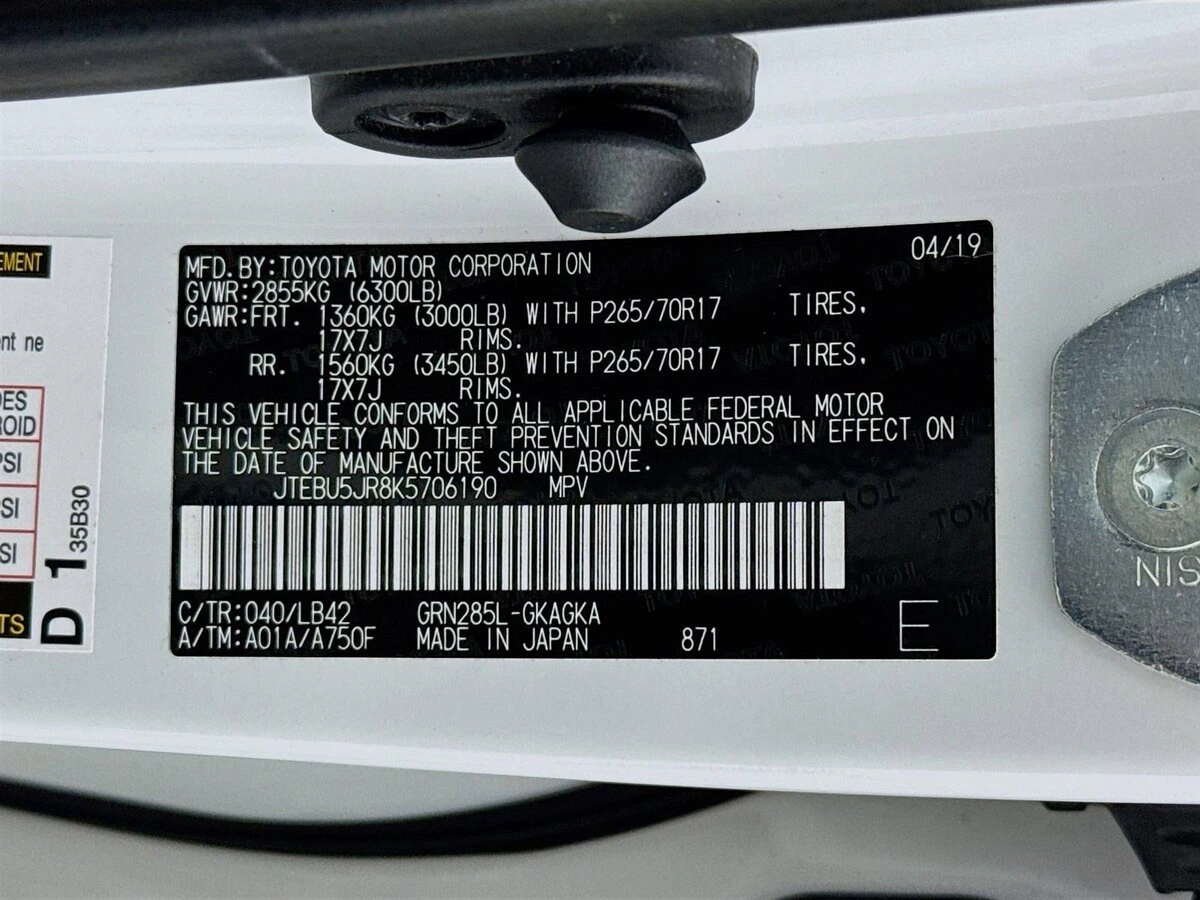 EMENT
nt ne
ES
ROID
PSI
SI
SI
TS
D 1 35B30
04/19
MFD.BY:TOYOTA MOTOR CORPORATION
GVWR:2855KG (6300LB)
GAWR:FRT. 1360KG (3000LB) WITH P265/70R17 TIRES,
17X7J RIMS.
RR. 1560KG (3450LB) WITH P265/70R17 TIRES,
17X7J RIMS.
THIS VEHICLE CONFORMS TO ALL APPLICABLE FEDERAL MOTOR
VEHICLE SAFETY AND THEFT PREVENTION STANDARDS IN EFFECT ON
THE DATE OF MANUFACTURE SHOWN ABOVE.
JTEBU5JR8K5706190 MPV
C/TR:040/LB42 GRN285L-GKAGKA
A/TM:A01A/A750F MADE IN JAPAN 871
E
NIS